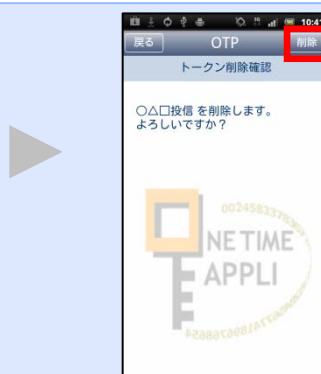 10:41
戻る
OTP
削除
トークン削除確認
○△□投信 を削除します。
よろしいですか？
NE TIME
APPLI